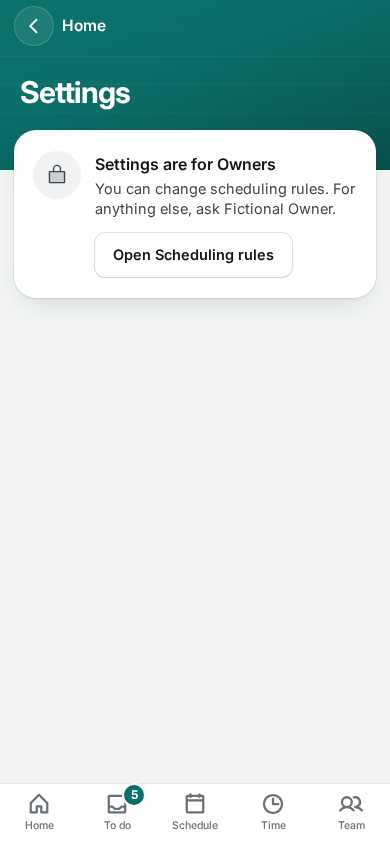 Home
Settings
Settings are for Owners
You can change scheduling rules. For
anything else, ask Fictional Owner.
Open Scheduling rules
5
Home
To do
Schedule
Time
Team